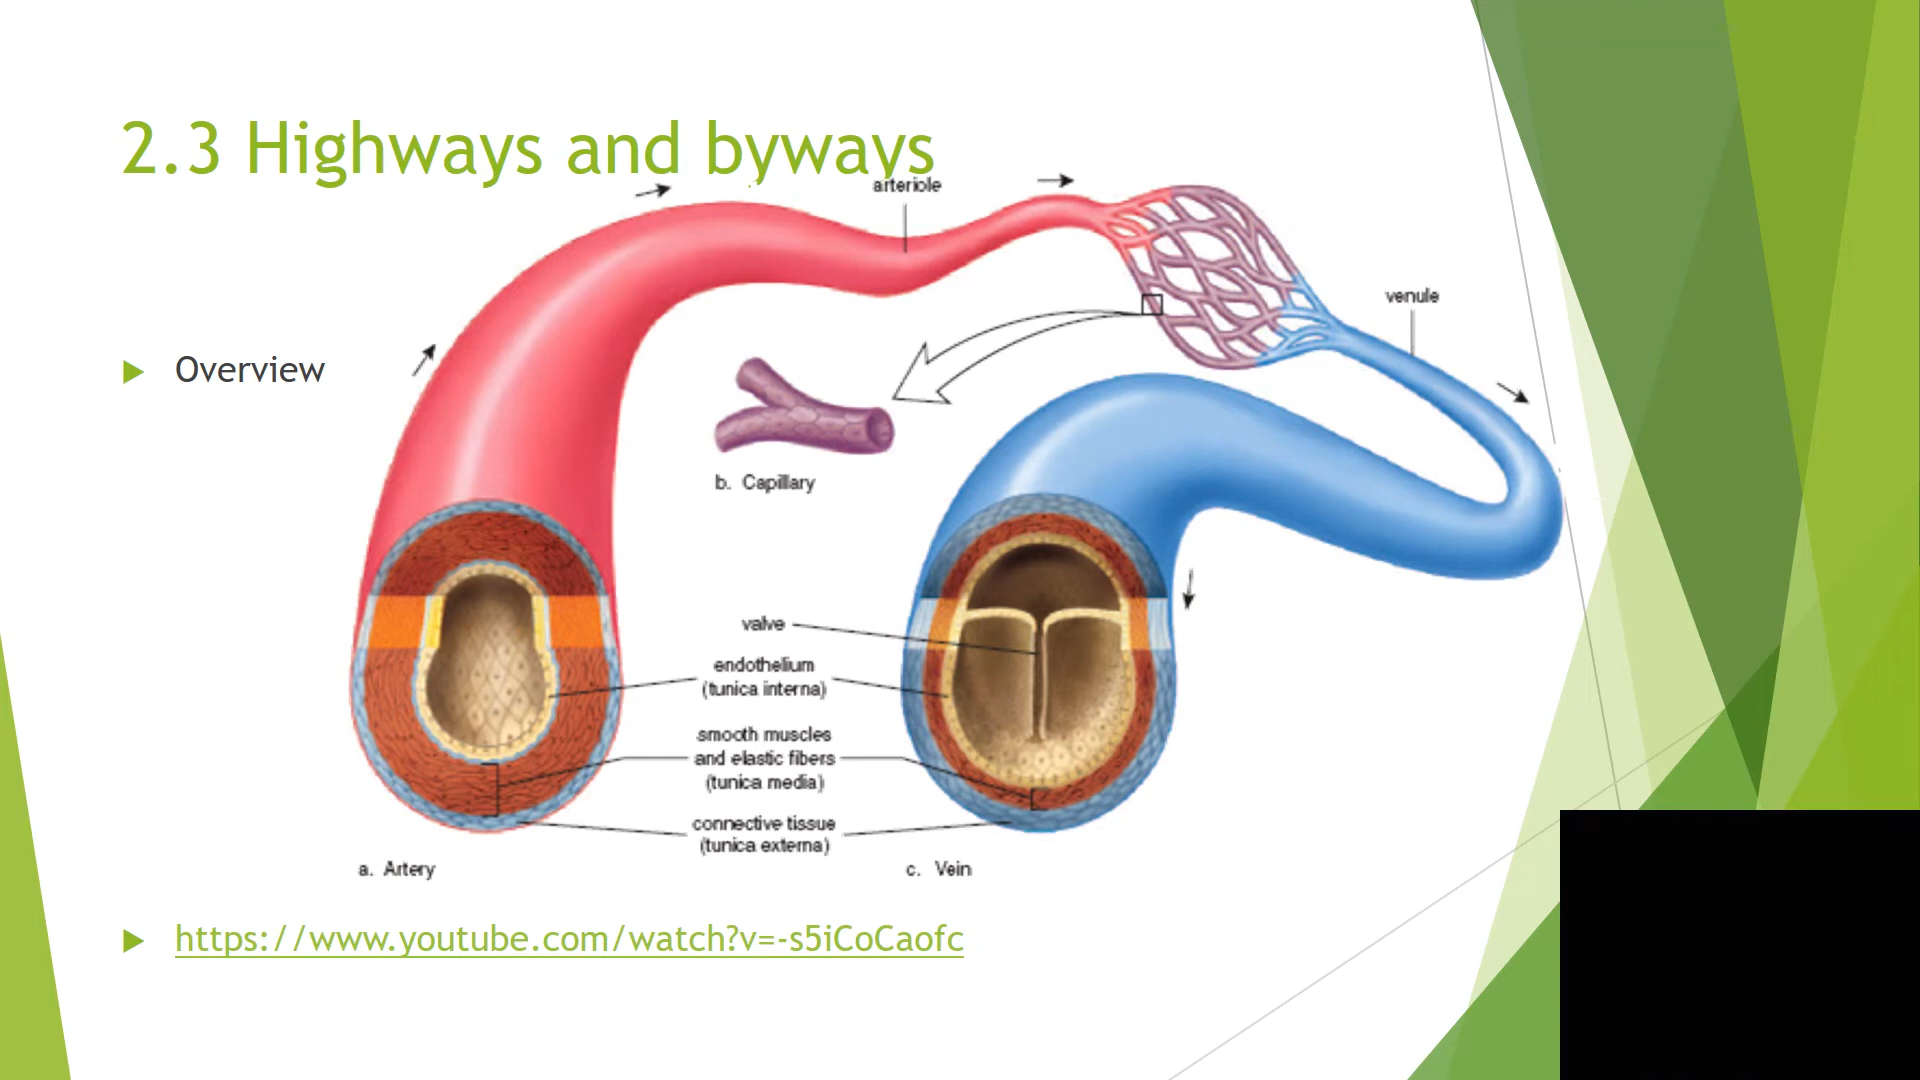 2.3 Highways and byways
arteriole
venule
Overview
b. Capillary
valve
endothelium
(tunica interna)
smooth muscles
and elastic fibers
(tunica media)
connective tissue
(tunica externa)
a. Artery
c. Vein
https://www.youtube.com/watch?v=-s5iCoCaofc